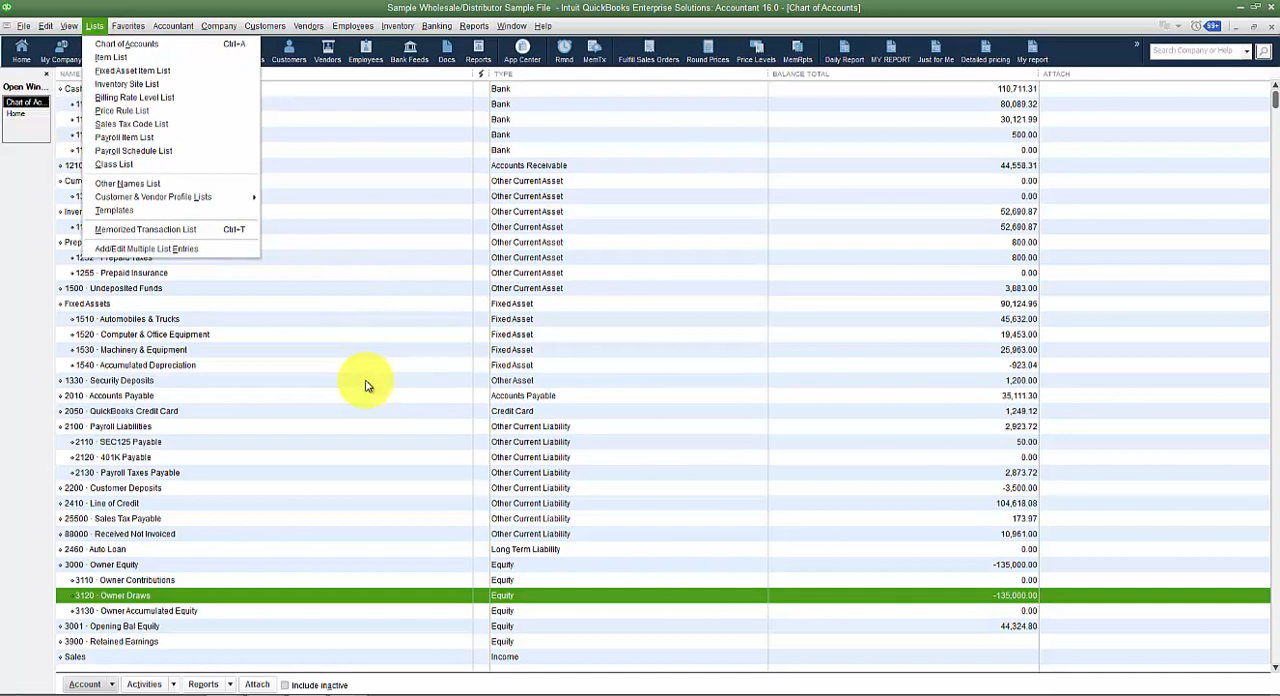 Sample Wholesale/Distributor Sample File - Intuit QuickBooks Enterprise Solutions: Accountant 16.0 - [Chart of Accounts]
File Edit View Lists Favorites Accountant Company Customers Vendors Employees Inventory Banking Reports Window Help
99+
Home My Company Customers Vendors Employees Bank Feeds Docs Reports App Center Rmnd MemTx Fulfill Sales Orders Round Prices Price Levels MemRpts Daily Report MY REPORT Just for Me Detailed pricing My report » Search Company or Help
Open Win...
Chart of Ac...
Home
Chart of Accounts Ctrl+A
Item List
Fixed Asset Item List
Inventory Site List
Billing Rate Level List
Price Rule List
Sales Tax Code List
Payroll Item List
Payroll Schedule List
Class List
Other Names List
Customer & Vendor Profile Lists
Templates
Memorized Transaction List Ctrl-T
Add/Edit Multiple List Entries
NAME TYPE BALANCE TOTAL ATTACH
Cas Bank 110,711.31
Bank 80,089.32
Bank 30,121.99
Bank 500.00
Bank 0.00
1210 Accounts Receivable 44,558.31
Curr Other Current Asset 0.00
Other Current Asset 0.00
Inven Other Current Asset 52,690.87
Other Current Asset 52,690.87
Prep Other Current Asset 800.00
1252 · Prepaid Taxes Other Current Asset 800.00
1255 · Prepaid Insurance Other Current Asset 0.00
1500 · Undeposited Funds Other Current Asset 3,883.00
Fixed Assets Fixed Asset 90,124.96
1510 · Automobiles & Trucks Fixed Asset 45,632.00
1520 · Computer & Office Equipment Fixed Asset 19,453.00
1530 · Machinery & Equipment Fixed Asset 25,963.00
1540 · Accumulated Depreciation Fixed Asset -923.04
1330 · Security Deposits Other Asset 1,200.00
2010 · Accounts Payable Accounts Payable 35,111.30
2050 · QuickBooks Credit Card Credit Card 1,249.12
2100 · Payroll Liabilities Other Current Liability 2,923.72
2110 · SEC125 Payable Other Current Liability 50.00
2120 · 401K Payable Other Current Liability 0.00
2130 · Payroll Taxes Payable Other Current Liability 2,873.72
2200 · Customer Deposits Other Current Liability -3,500.00
2410 · Line of Credit Other Current Liability 104,618.08
25500 · Sales Tax Payable Other Current Liability 173.97
88000 · Received Not Invoiced Other Current Liability 10,961.00
2460 · Auto Loan Long Term Liability 0.00
3000 · Owner Equity Equity -135,000.00
3110 · Owner Contributions Equity 0.00
3120 · Owner Draws Equity -135,000.00
3130 · Owner Accumulated Equity Equity 0.00
3001 · Opening Bal Equity Equity 44,324.80
3900 · Retained Earnings Equity
Sales Income
Account Activities Reports Attach Include inactive